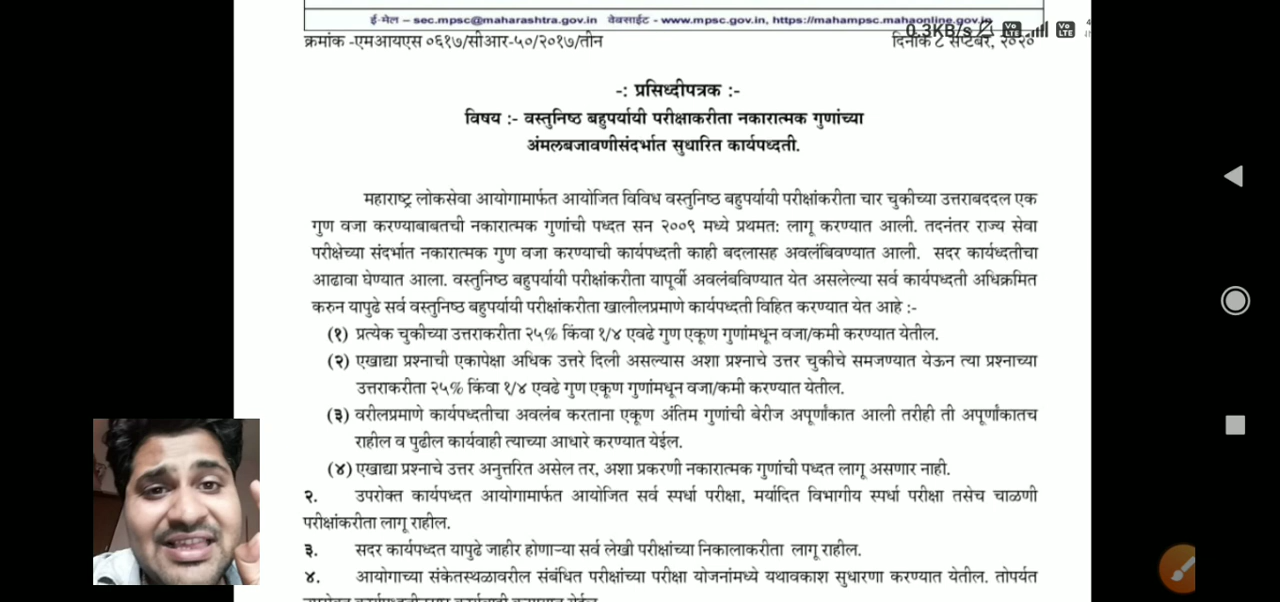 ई-मेल – sec.mpsc@maharashtra.gov.in वेबसाईट - www.mpsc.gov.in, https://mahampsc.mahaonline.gov.in
0.3KB/s
क्रमांक -एमआयएस ०६१७/सीआर-५०/२०१७/तीन दिनांक ८ सप्टेंबर, २०२०
-: प्रसिध्दीपत्रक :-
विषय :- वस्तुनिष्ठ बहुपर्यायी परीक्षाकरीता नकारात्मक गुणांच्या
अंमलबजावणीसंदर्भात सुधारित कार्यपध्दती.
महाराष्ट्र लोकसेवा आयोगामार्फत आयोजित विविध वस्तुनिष्ठ बहुपर्यायी परीक्षांकरीता चार चुकीच्या उत्तराबददल एक
गुण वजा करण्याबाबतची नकारात्मक गुणांची पध्दत सन २००९ मध्ये प्रथमत: लागू करण्यात आली. तदनंतर राज्य सेवा
परीक्षेच्या संदर्भात नकारात्मक गुण वजा करण्याची कार्यपध्दती काही बदलासह अवलंबिवण्यात आली. सदर कार्यध्दतीचा
आढावा घेण्यात आला. वस्तुनिष्ठ बहुपर्यायी परीक्षांकरीता यापूर्वी अवलंबविण्यात येत असलेल्या सर्व कार्यपध्दती अधिक्रमित
करुन यापुढे सर्व वस्तुनिष्ठ बहुपर्यायी परीक्षांकरीता खालीलप्रमाणे कार्यपध्दती विहित करण्यात येत आहे :-
(१) प्रत्येक चुकीच्या उत्तराकरीता २५% किंवा १/४ एवढे गुण एकूण गुणांमधून वजा/कमी करण्यात येतील.
(२) एखाद्या प्रश्नाची एकापेक्षा अधिक उत्तरे दिली असल्यास अशा प्रश्नाचे उत्तर चुकीचे समजण्यात येऊन त्या प्रश्नाच्या
उत्तराकरीता २५% किंवा १/४ एवढे गुण एकूण गुणांमधून वजा/कमी करण्यात येतील.
(३) वरीलप्रमाणे कार्यपध्दतीचा अवलंब करताना एकूण अंतिम गुणांची बेरीज अपूर्णांकात आली तरीही ती अपूर्णांकातच
राहील व पुढील कार्यवाही त्याच्या आधारे करण्यात येईल.
(४) एखाद्या प्रश्नाचे उत्तर अनुत्तरित असेल तर, अशा प्रकरणी नकारात्मक गुणांची पध्दत लागू असणार नाही.
२. उपरोक्त कार्यपध्दत आयोगामार्फत आयोजित सर्व स्पर्धा परीक्षा, मर्यादित विभागीय स्पर्धा परीक्षा तसेच चाळणी
परीक्षांकरीता लागू राहील.
३. सदर कार्यपध्दत यापुढे जाहीर होणाऱ्या सर्व लेखी परीक्षांच्या निकालाकरीता लागू राहील.
४. आयोगाच्या संकेतस्थळावरील संबंधित परीक्षांच्या परीक्षा योजनांमध्ये यथावकाश सुधारणा करण्यात येतील. तोपर्यंत